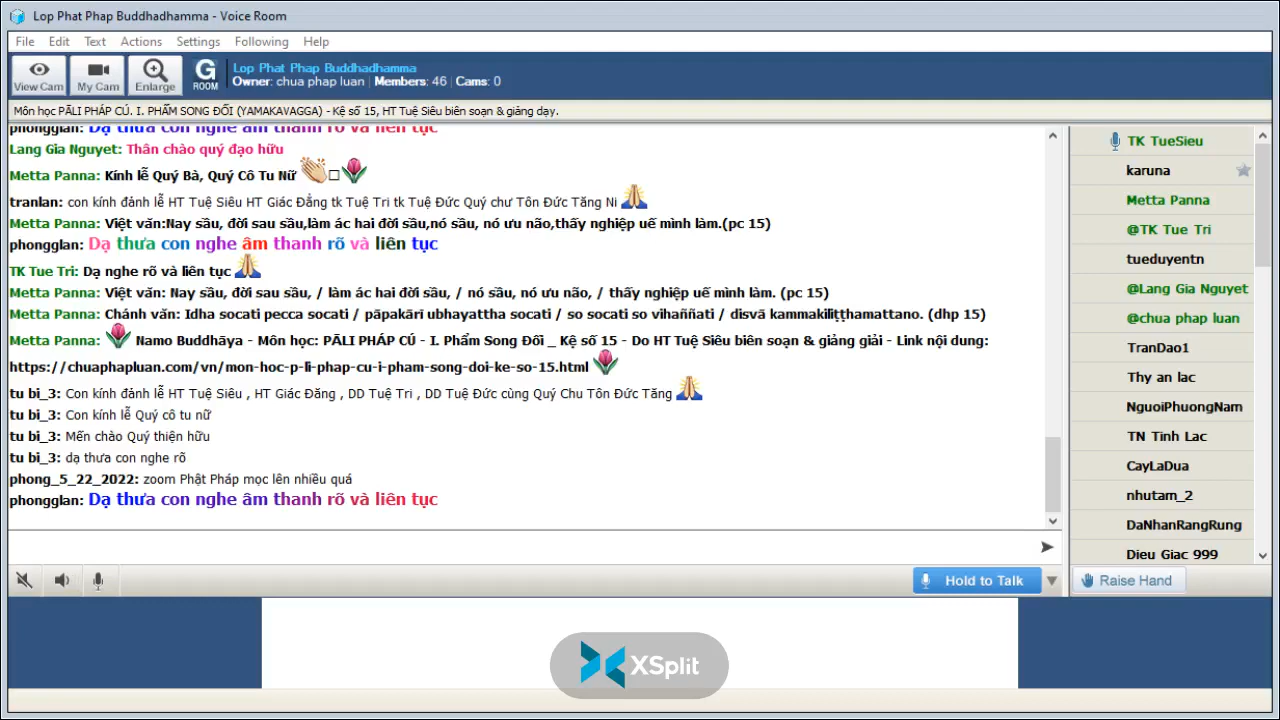 Lop Phat Phap Buddhadhamma - Voice Room
File Edit Text Actions Settings Following Help
View Cam My Cam Enlarge G ROOM
Lop Phat Phap Buddhadhamma
Owner: chua phap luan | Members: 46 | Cams: 0
Môn học PĀLI PHÁP CÚ. I. PHẨM SONG ĐỐI (YAMAKAVAGGA) - Kệ số 15, HT Tuệ Siêu biên soạn & giảng dạy.
phongglan: Dạ thưa con nghe âm thanh rõ và liên tục
Lang Gia Nguyet: Thân chào quý đạo hữu
Metta Panna: Kính lễ Quý Bà, Quý Cô Tu Nữ 👏□🌷
tranlan: con kính đảnh lễ HT Tuệ Siêu HT Giác Đẳng tk Tuệ Tri tk Tuệ Đức Quý chư Tôn Đức Tăng Ni 🙏
Metta Panna: Việt văn:Nay sầu, đời sau sầu,làm ác hai đời sầu,nó sầu, nó ưu não,thấy nghiệp uế mình làm.(pc 15)
phongglan: Dạ thưa con nghe âm thanh rõ và liên tục
TK Tue Tri: Dạ nghe rõ và liên tục 🙏
Metta Panna: Việt văn: Nay sầu, đời sau sầu, / làm ác hai đời sầu, / nó sầu, nó ưu não, / thấy nghiệp uế mình làm. (pc 15)
Metta Panna: Chánh văn: Idha socati pecca socati / pāpakārī ubhayattha socati / so socati so vihaññati / disvā kammakiliṭṭhamattano. (dhp 15)
Metta Panna: 🌷 Namo Buddhāya - Môn học: PĀLI PHÁP CÚ - I. Phẩm Song Đối _ Kệ số 15 - Do HT Tuệ Siêu biên soạn & giảng giải - Link nội dung:
https://chuaphapluan.com/vn/mon-hoc-p-li-phap-cu-i-pham-song-doi-ke-so-15.html 🌷
tu bi_3: Con kính đảnh lễ HT Tuệ Siêu , HT Giác Đăng , DD Tuệ Tri , DD Tuệ Đức cùng Quý Chu Tôn Đức Tăng 🙏
tu bi_3: Con kính lễ Quý cô tu nữ
tu bi_3: Mến chào Quý thiện hữu
tu bi_3: dạ thưa con nghe rõ
phong_5_22_2022: zoom Phật Pháp mọc lên nhiều quá
phongglan: Dạ thưa con nghe âm thanh rõ và liên tục
Hold to Talk
TK TueSieu
karuna
Metta Panna
@TK Tue Tri
tueduyentn
@Lang Gia Nguyet
@chua phap luan
TranDao1
Thy an lac
NguoiPhuongNam
TN Tinh Lac
CayLaDua
nhutam_2
DaNhanRangRung
Dieu Giac 999
Raise Hand
XSplit